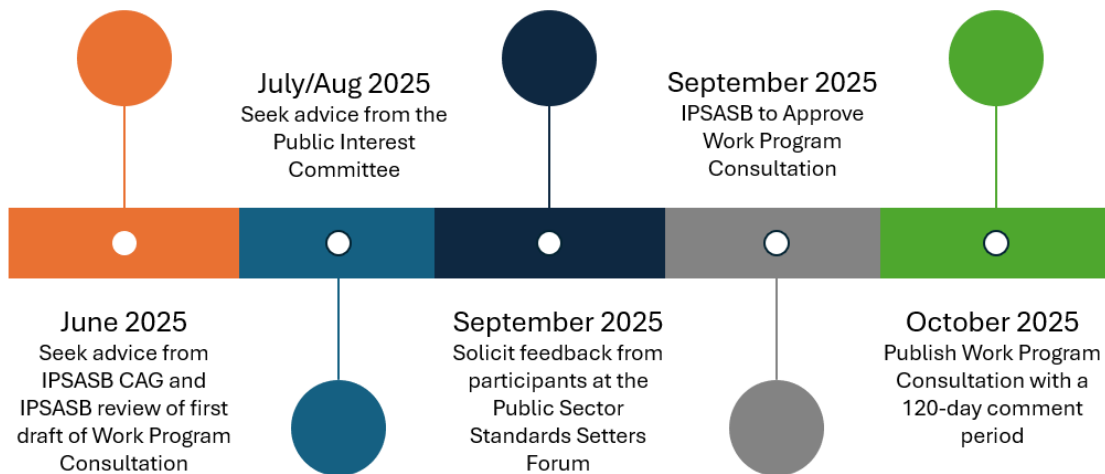 June 2025
Seek advice from
IPSASB CAG and
IPSASB review of first
draft of Work Program
Consultation
July/Aug 2025
Seek advice from the
Public Interest
Committee
September 2025
Solicit feedback from
participants at the
Public Sector
Standards Setters
Forum
September 2025
IPSASB to Approve
Work Program
Consultation
October 2025
Publish Work Program
Consultation with a
120-day comment
period